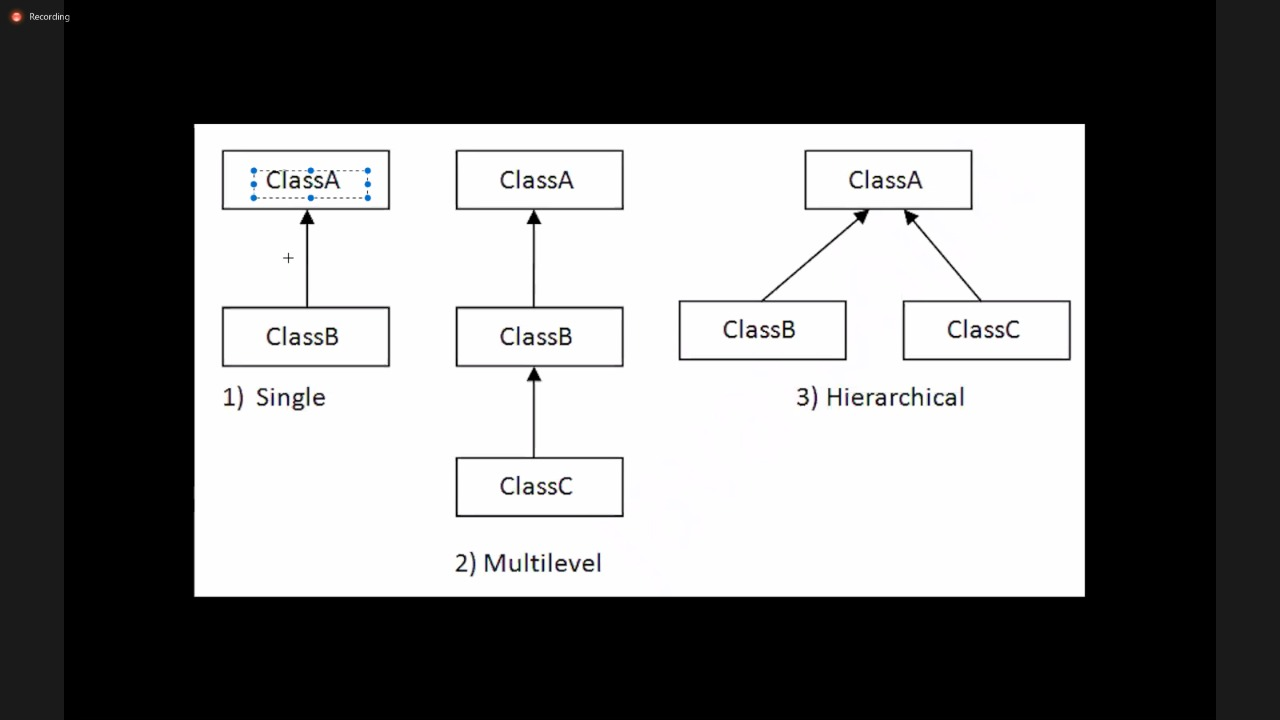 Recording
ClassA
ClassB
1) Single
ClassA
ClassB
ClassC
2) Multilevel
ClassA
ClassB
ClassC
3) Hierarchical